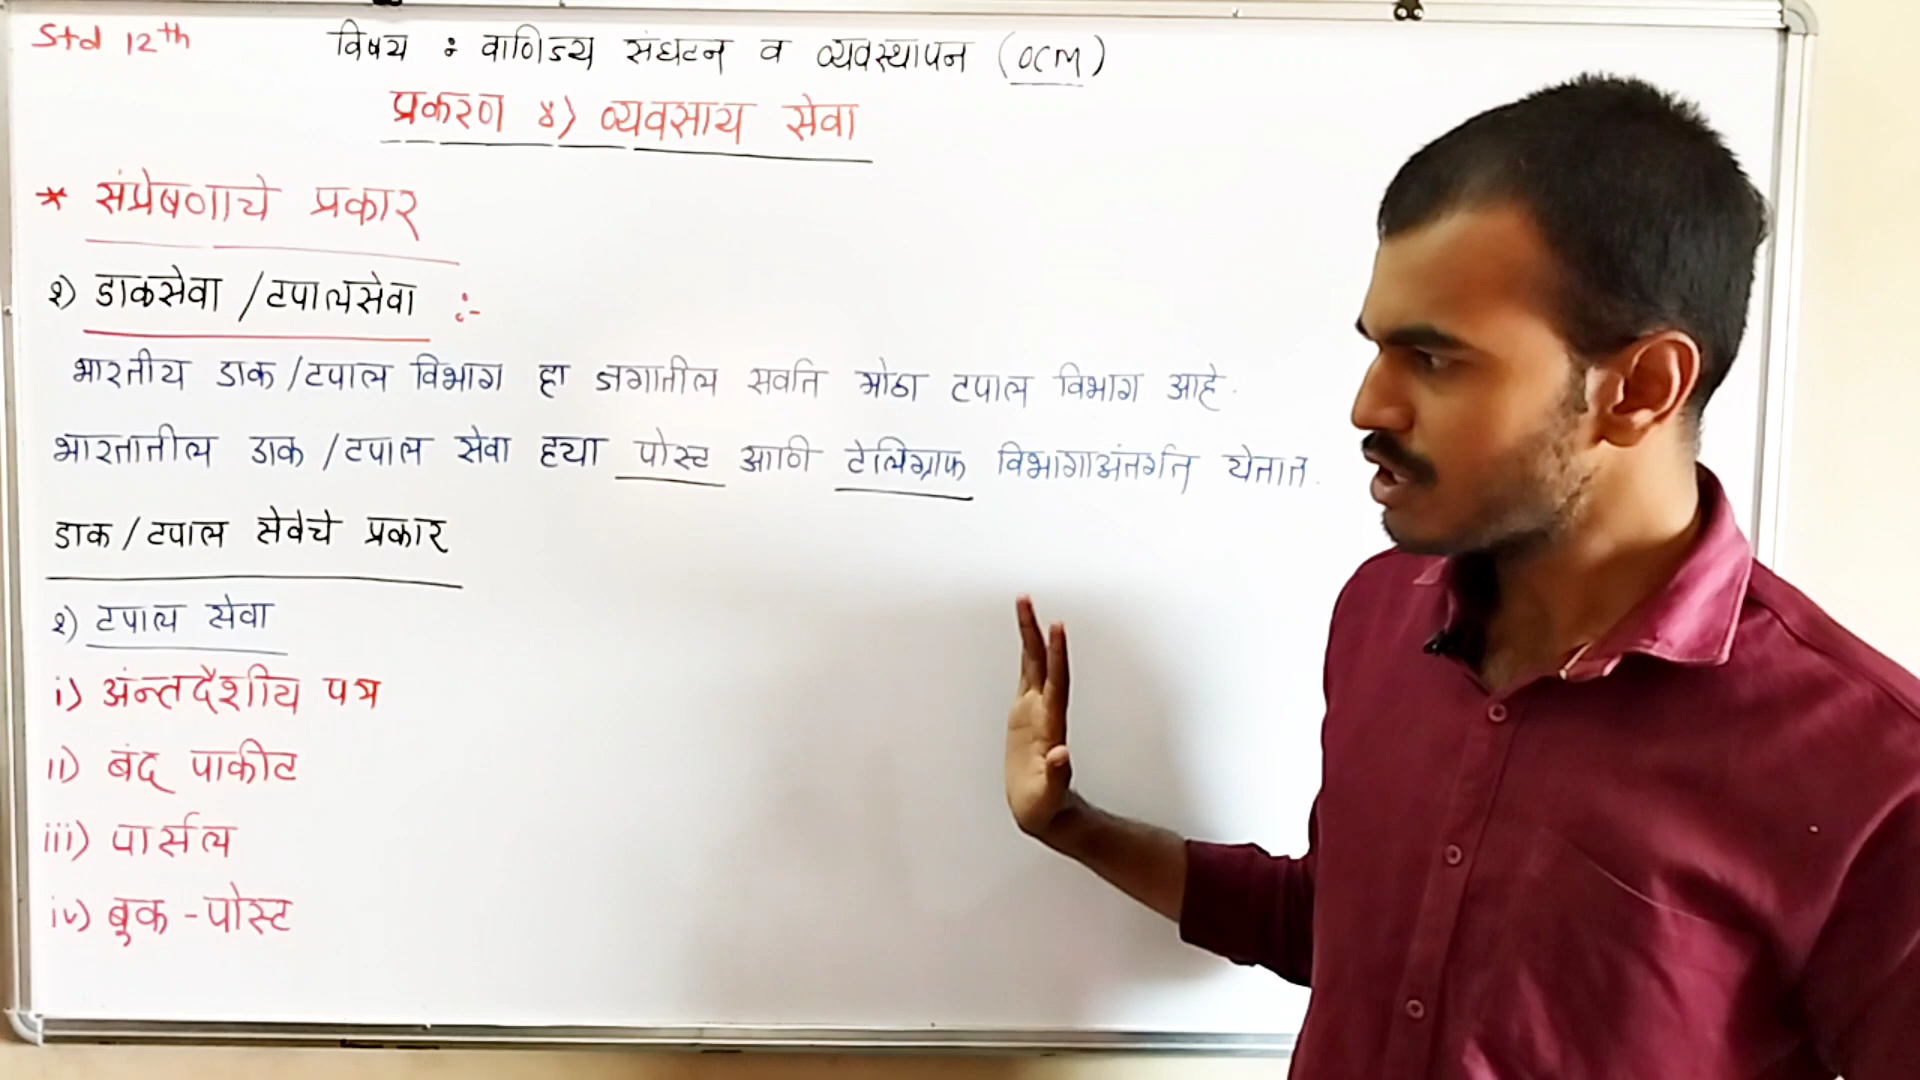 Std 12th
विषय : वाणिज्य संघटन व व्यवस्थापन (OCM)
प्रकरण ४) व्यवसाय सेवा
* संप्रेषणाचे प्रकार
१) डाकसेवा / टपालसेवा :-
भारतीय डाक / टपाल विभाग हा जगातील सर्वात मोठा टपाल विभाग आहे.
भारतातील डाक / टपाल सेवा ह्या पोस्ट आणि टेलिग्राफ विभागाअंतर्गत येतात.
डाक / टपाल सेवेचे प्रकार
१) टपाल सेवा
i) अंन्तर्देशीय पत्र
ii) बंद पाकीट
iii) पार्सल
iv) बुक - पोस्ट